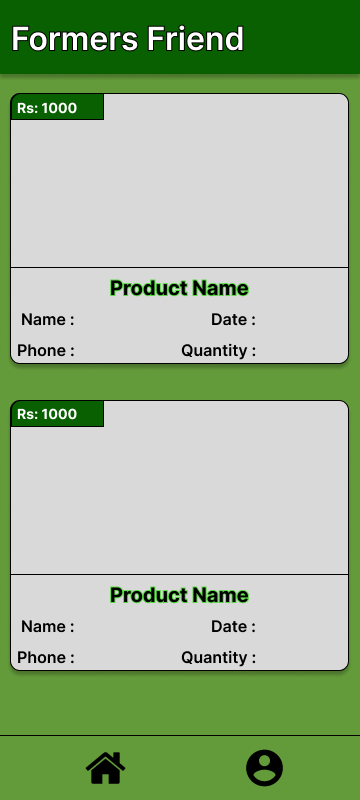 Formers Friend
Rs: 1000
Product Name
Name : Date :
Phone : Quantity :
Rs: 1000
Product Name
Name : Date :
Phone : Quantity :